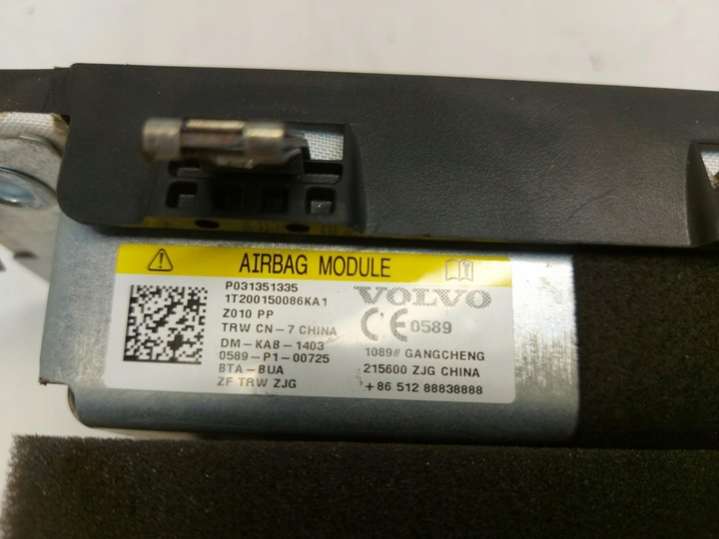 AIRBAG MODULE
P031351335
1T200150086KA1
Z010 PP
TRW CN-7 CHINA
DM-KAB-1403
0589-P1-00725
BTA-BUA
ZF TRW ZJG
VOLVO
CE 0589
1089# GANGCHENG
215600 ZJG CHINA
+86 512 88838888